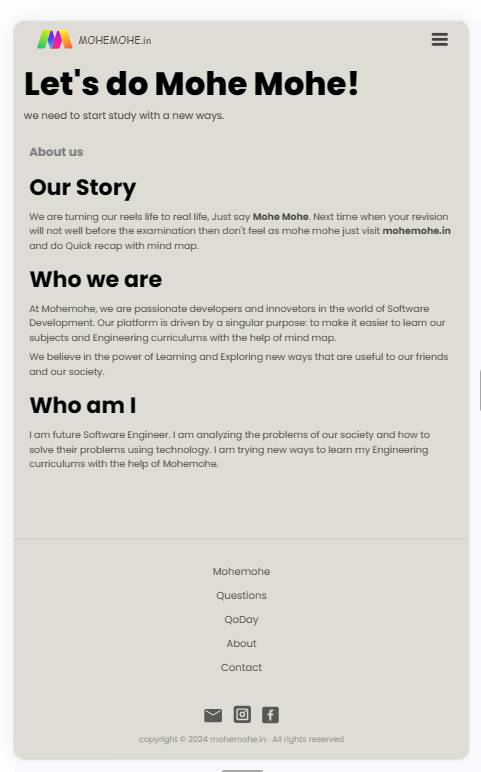 MOHEMOHE.in
Let's do Mohe Mohe!
we need to start study with a new ways.
About us
Our Story
We are turning our reels life to real life, Just say Mohe Mohe. Next time when your revision
will not well before the examination then don't feel as mohe mohe just visit mohemohe.in
and do Quick recap with mind map.
Who we are
At Mohemohe, we are passionate developers and innovetors in the world of Software
Development. Our platform is driven by a singular purpose: to make it easier to learn our
subjects and Engineering curriculums with the help of mind map.
We believe in the power of Learning and Exploring new ways that are useful to our friends
and our society.
Who am I
I am future Software Engineer. I am analyzing the problems of our society and how to
solve their problems using technology. I am trying new ways to learn my Engineering
curriculums with the help of Mohemohe.
Mohemohe
Questions
QoDay
About
Contact
copyright © 2024 mohemohe.in · All rights reserved